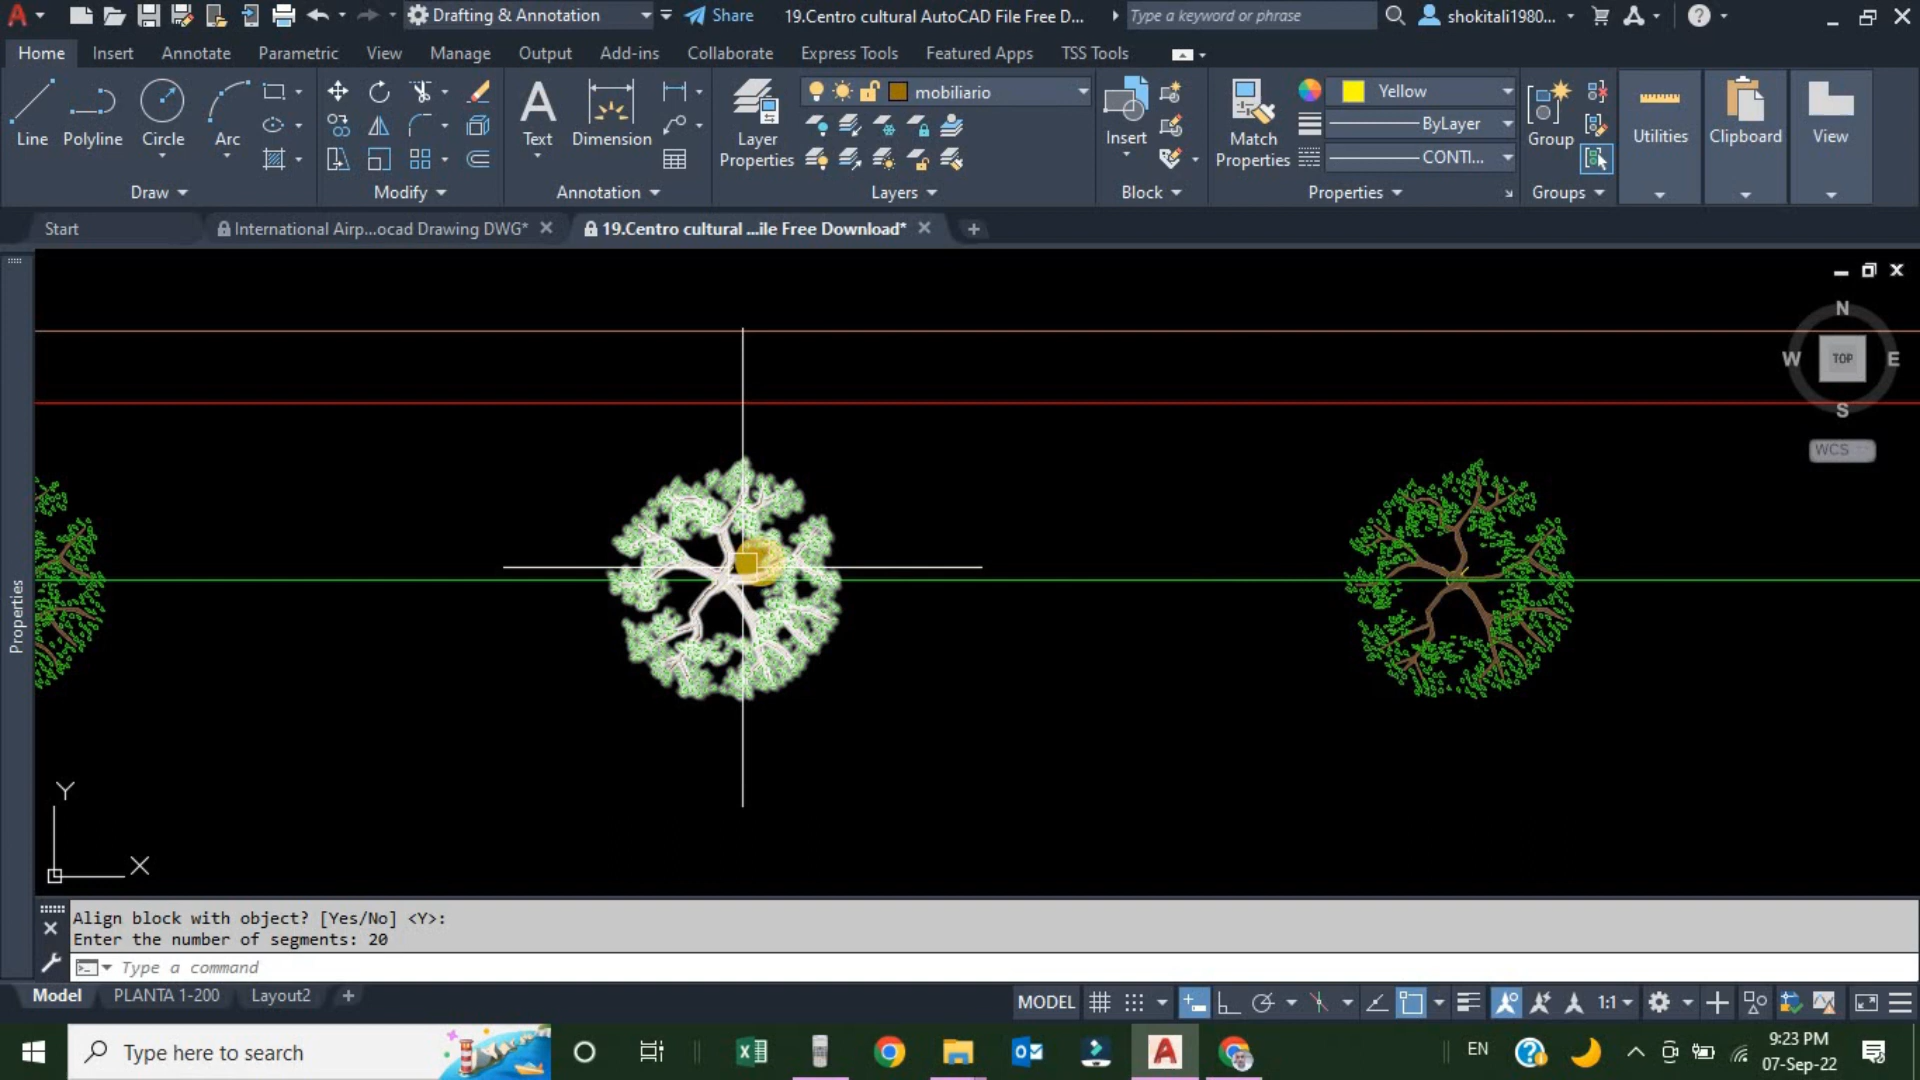 Drafting & Annotation
Share
19.Centro cultural AutoCAD File Free D...
Type a keyword or phrase
shokitali1980...
Home
Insert
Annotate
Parametric
View
Manage
Output
Add-ins
Collaborate
Express Tools
Featured Apps
TSS Tools
Line
Polyline
Circle
Arc
Draw
Modify
Text
Dimension
Annotation
Layer
Properties
mobiliario
Layers
Insert
Block
Match
Properties
Yellow
ByLayer
CONTI...
Properties
Group
Groups
Utilities
Clipboard
View
Start
International Airp...ocad Drawing DWG*
19.Centro cultural ...ile Free Download*
N
W
TOP
E
S
WCS
Properties
Y
X
Align block with object? [Yes/No] <Y>:
Enter the number of segments: 20
Type a command
Model
PLANTA 1-200
Layout2
MODEL
1:1
Type here to search
EN
9:23 PM
07-Sep-22